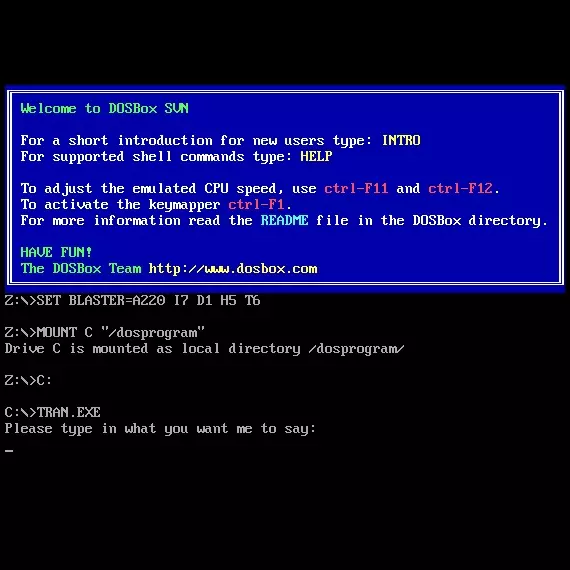 Welcome to DOSBox SVN
For a short introduction for new users type: INTRO
For supported shell commands type: HELP
To adjust the emulated CPU speed, use ctrl-F11 and ctrl-F12.
To activate the keymapper ctrl-F1.
For more information read the README file in the DOSBox directory.
HAVE FUN!
The DOSBox Team http://www.dosbox.com
Z:\>SET BLASTER=A220 I7 D1 H5 T6
Z:\>MOUNT C "/dosprogram"
Drive C is mounted as local directory /dosprogram/
Z:\>C:
C:\>TRAN.EXE
Please type in what you want me to say: